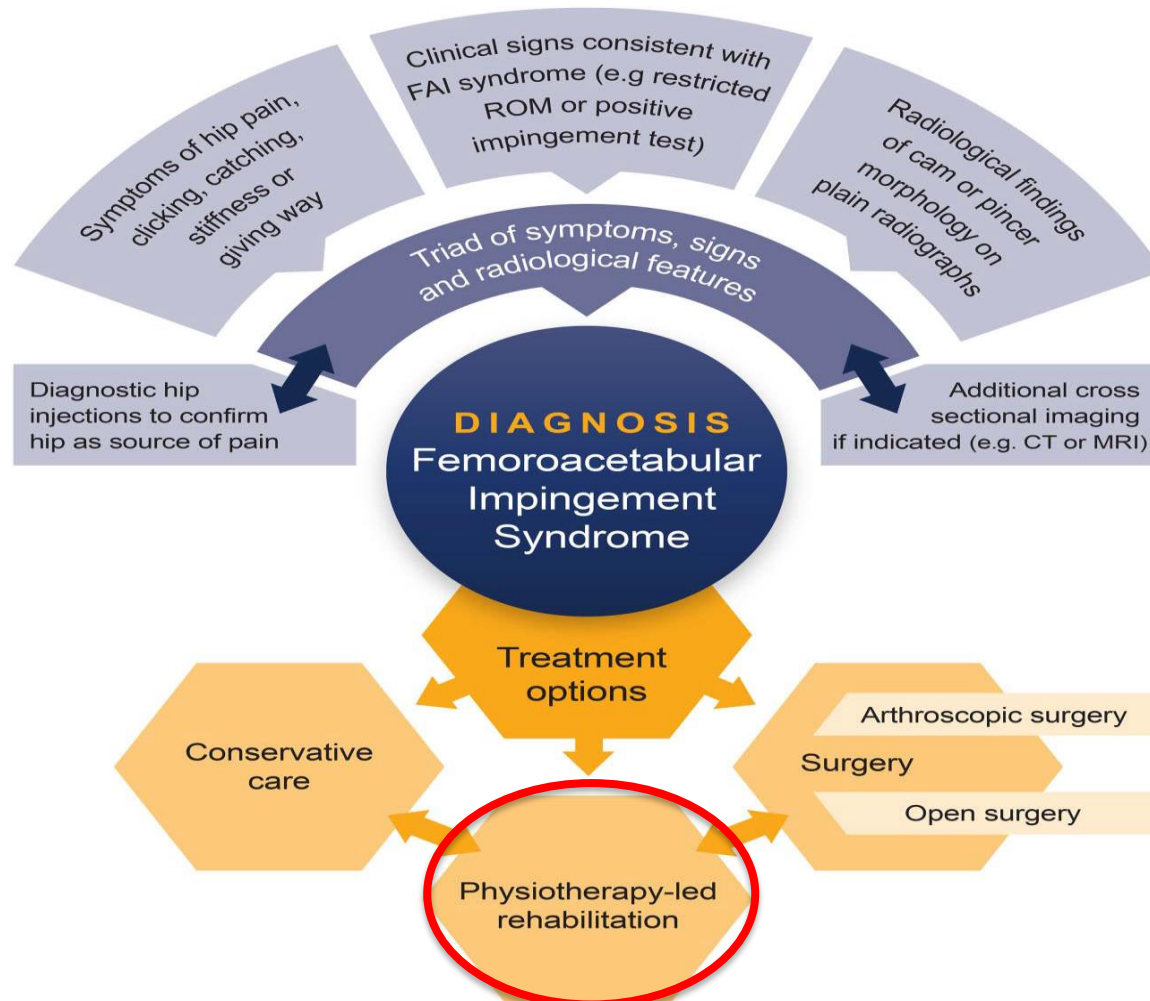 Symptoms of hip pain,
clicking, catching,
stiffness or
giving way
Clinical signs consistent with
FAI syndrome (e.g restricted
ROM or positive
impingement test)
Radiological findings
of cam or pincer
morphology on
plain radiographs
Triad of symptoms, signs
and radiological features
Diagnostic hip
injections to confirm
hip as source of pain
Additional cross
sectional imaging
if indicated (e.g. CT or MRI)
DIAGNOSIS
Femoroacetabular
Impingement
Syndrome
Treatment
options
Conservative
care
Arthroscopic surgery
Surgery
Open surgery
Physiotherapy-led
rehabilitation